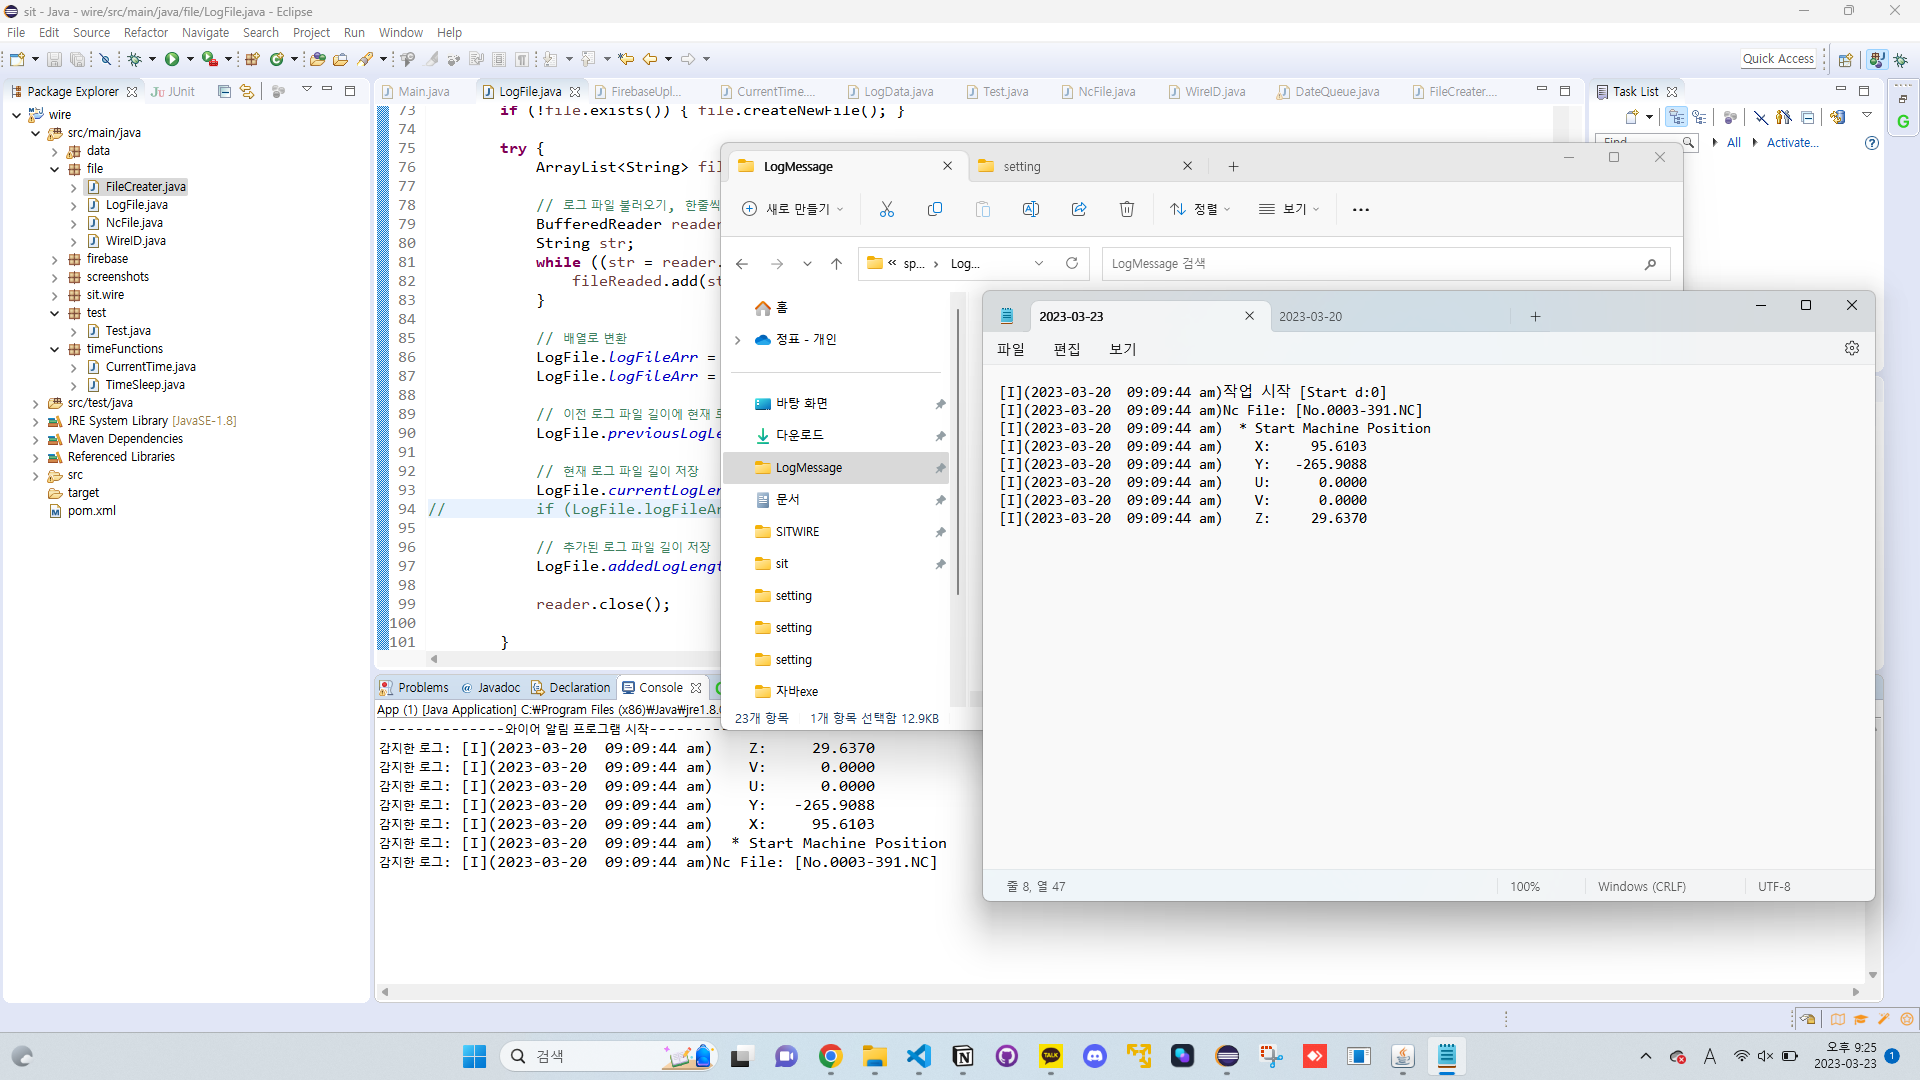 sit - Java - wire/src/main/java/file/LogFile.java - Eclipse
File Edit Source Refactor Navigate Search Project Run Window Help
Quick Access
Package Explorer JUnit
wire
src/main/java
data
file
FileCreater.java
LogFile.java
NcFile.java
WireID.java
firebase
screenshots
sit.wire
test
Test.java
timeFunctions
CurrentTime.java
TimeSleep.java
src/test/java
JRE System Library [JavaSE-1.8]
Maven Dependencies
Referenced Libraries
src
target
pom.xml
Main.java LogFile.java FirebaseUpl... CurrentTime.... LogData.java Test.java NcFile.java WireID.java DateQueue.java FileCreater....
73 if (!file.exists()) { file.createNewFile(); }
74
75 try {
76 ArrayList<String> fil
77
78 // 로그 파일 불러오기, 한줄씩
79 BufferedReader reader
80 String str;
81 while ((str = reader.
82 fileReaded.add(st
83 }
84
85 // 배열로 변환
86 LogFile.logFileArr =
87 LogFile.logFileArr =
88
89 // 이전 로그 파일 길이에 현재 로
90 LogFile.previousLogLe
91
92 // 현재 로그 파일 길이 저장
93 LogFile.currentLogLen
94 // if (LogFile.logFileAr
95
96 // 추가된 로그 파일 길이 저장
97 LogFile.addedLogLengt
98
99 reader.close();
100
101 }
Task List
Find All Activate...
LogMessage setting
새로 만들기 정렬 보기
sp... Log... LogMessage 검색
홈
정표 - 개인
바탕 화면
다운로드
LogMessage
문서
SITWIRE
sit
setting
setting
setting
자바exe
23개 항목 1개 항목 선택함 12.9KB
2023-03-23 2023-03-20
파일 편집 보기
[I](2023-03-20  09:09:44 am)작업 시작 [Start d:0]
[I](2023-03-20  09:09:44 am)Nc File: [No.0003-391.NC]
[I](2023-03-20  09:09:44 am)  * Start Machine Position
[I](2023-03-20  09:09:44 am)    X:     95.6103
[I](2023-03-20  09:09:44 am)    Y:   -265.9088
[I](2023-03-20  09:09:44 am)    U:      0.0000
[I](2023-03-20  09:09:44 am)    V:      0.0000
[I](2023-03-20  09:09:44 am)    Z:     29.6370
줄 8, 열 47 100% Windows (CRLF) UTF-8
Problems Javadoc Declaration Console
App (1) [Java Application] C:₩Program Files (x86)₩Java₩jre1.8.0
--------------와이어 알림 프로그램 시작---------
감지한 로그: [I](2023-03-20  09:09:44 am)    Z:     29.6370
감지한 로그: [I](2023-03-20  09:09:44 am)    V:      0.0000
감지한 로그: [I](2023-03-20  09:09:44 am)    U:      0.0000
감지한 로그: [I](2023-03-20  09:09:44 am)    Y:   -265.9088
감지한 로그: [I](2023-03-20  09:09:44 am)    X:     95.6103
감지한 로그: [I](2023-03-20  09:09:44 am)  * Start Machine Position
감지한 로그: [I](2023-03-20  09:09:44 am)Nc File: [No.0003-391.NC]
검색
TALK
A
오후 9:25
2023-03-23
1